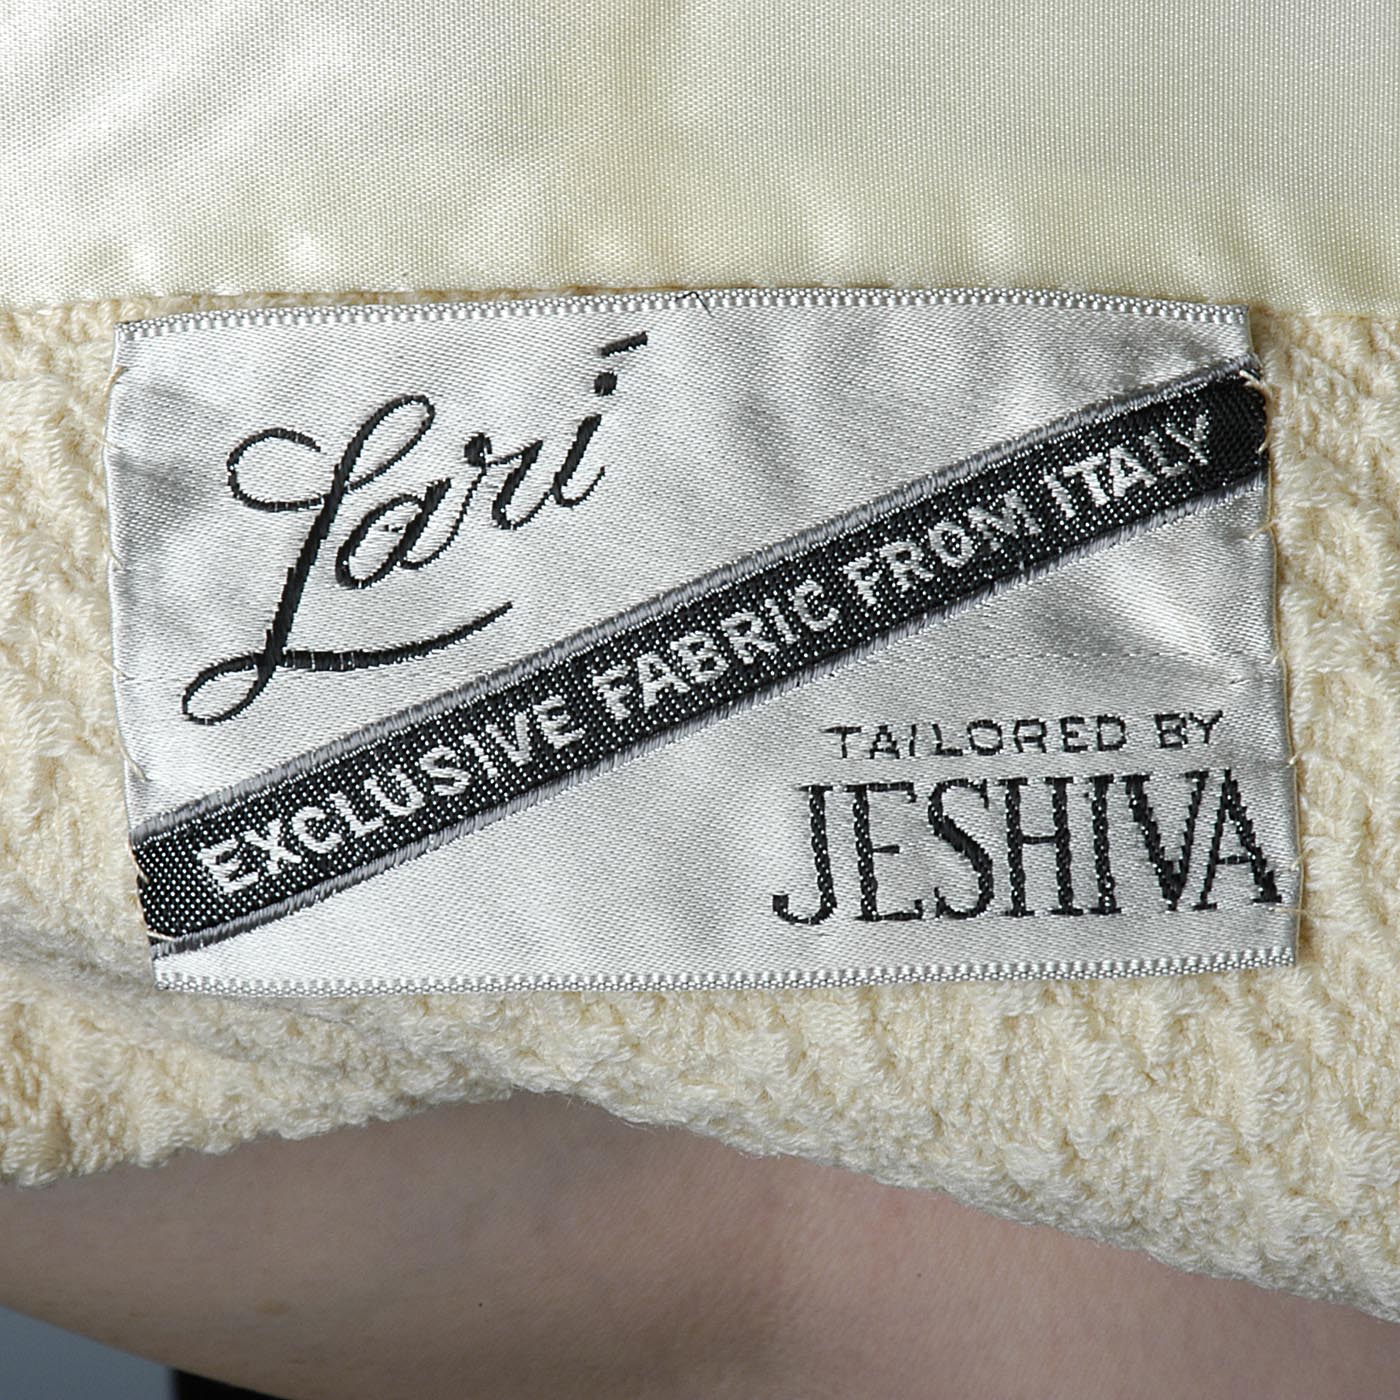 Lari
EXCLUSIVE FABRIC FROM ITALY
TAILORED BY
JESHIVA